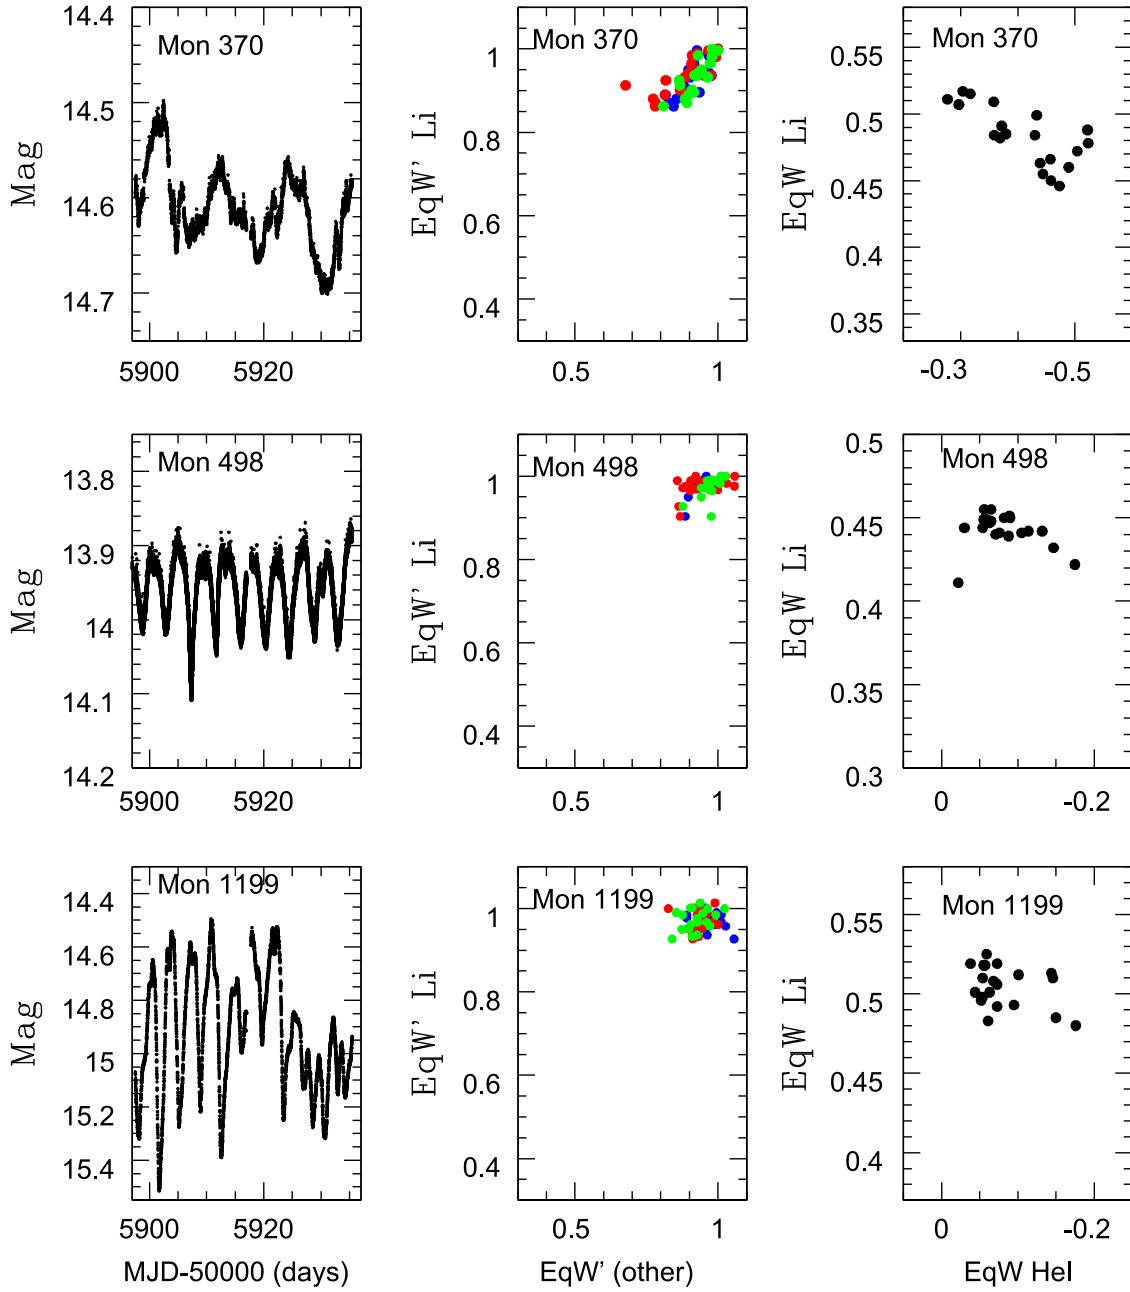 14.4
14.5
14.6
14.7
Mag
Mon 370
5900 5920
1
0.8
0.6
0.4
EqW' Li
Mon 370
0.5 1
0.55
0.5
0.45
0.4
0.35
EqW Li
Mon 370
-0.3 -0.5
13.8
13.9
14
14.1
14.2
Mag
Mon 498
5900 5920
1
0.8
0.6
0.4
EqW' Li
Mon 498
0.5 1
0.5
0.45
0.4
0.35
0.3
EqW Li
Mon 498
0 -0.2
14.4
14.6
14.8
15
15.2
15.4
Mag
Mon 1199
5900 5920
MJD-50000 (days)
1
0.8
0.6
0.4
EqW' Li
Mon 1199
0.5 1
EqW' (other)
0.55
0.5
0.45
0.4
EqW Li
Mon 1199
0 -0.2
EqW HeI